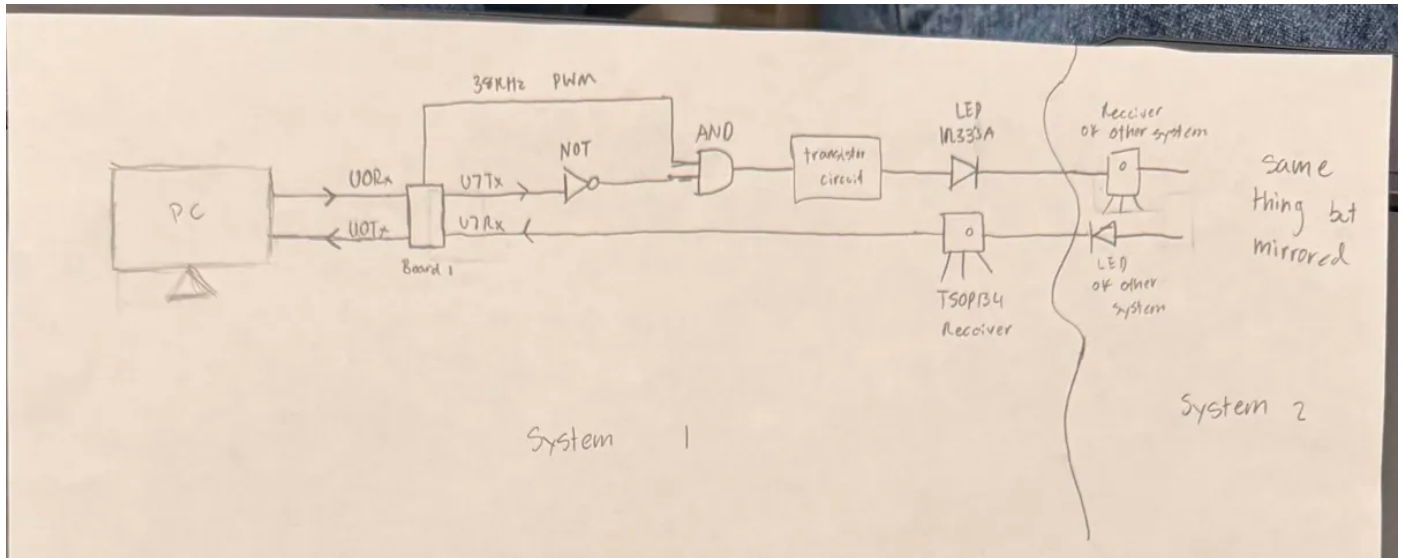 38KHz PWM
LED
IR333A
Receiver
of other system
AND
NOT
transistor
circuit
same
thing but
mirrored
PC
U0Rx
U7Tx
U0Tx
U7Rx
Board 1
TSOP134
Receiver
LED
of other
system
System 1
System 2